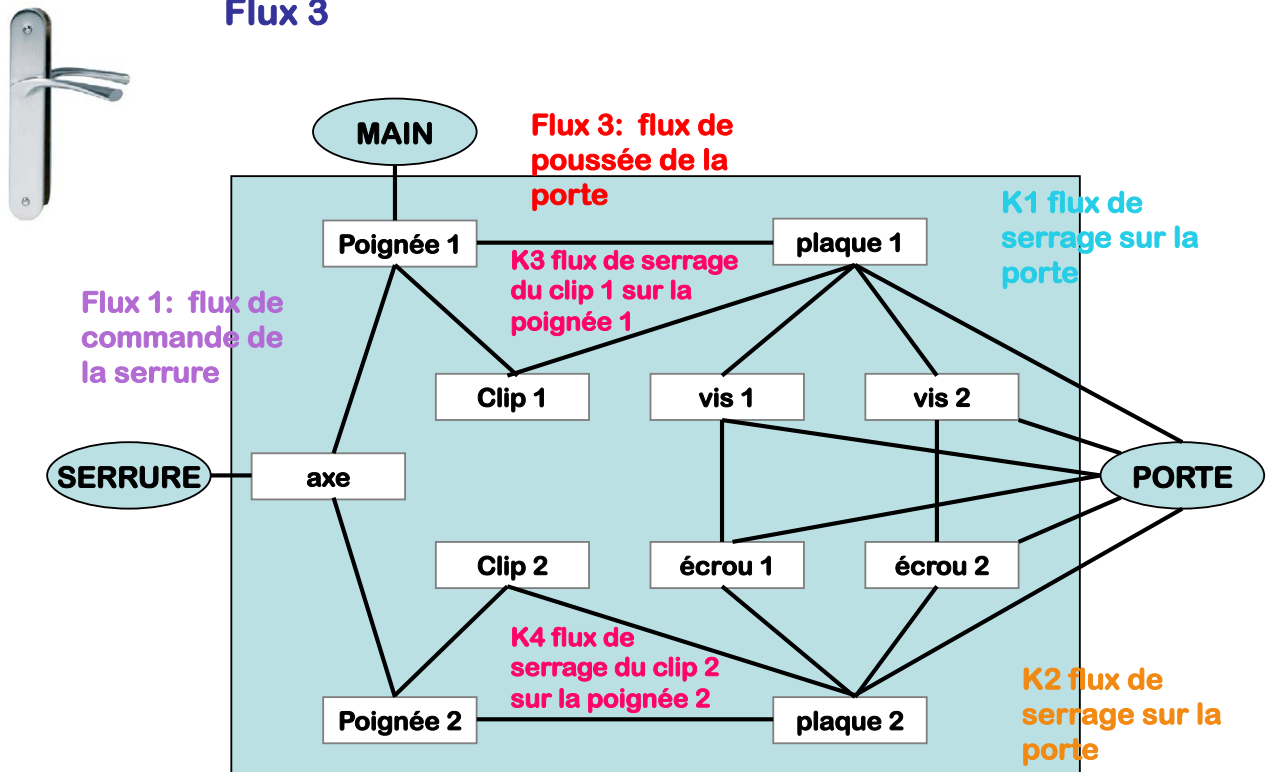 Flux 3
MAIN
Flux 3: flux de
poussée de la
porte
K1 flux de
serrage sur la
porte
Poignée 1
plaque 1
K3 flux de serrage
du clip 1 sur la
poignée 1
Flux 1: flux de
commande de
la serrure
Clip 1
vis 1
vis 2
SERRURE
axe
PORTE
Clip 2
écrou 1
écrou 2
K4 flux de
serrage du clip 2
sur la poignée 2
K2 flux de
serrage sur la
porte
Poignée 2
plaque 2